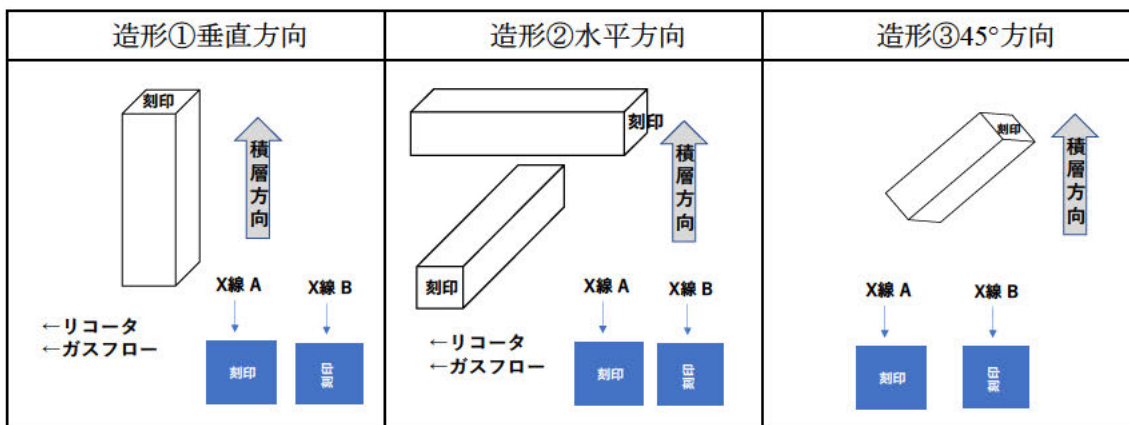 造形①垂直方向
造形②水平方向
造形③45°方向
刻印
積層方向
X線 A
X線 B
←リコータ
←ガスフロー
刻印
刻印
刻印
積層方向
刻印
X線 A
X線 B
←リコータ
←ガスフロー
刻印
刻印
刻印
積層方向
X線 A
X線 B
刻印
刻印